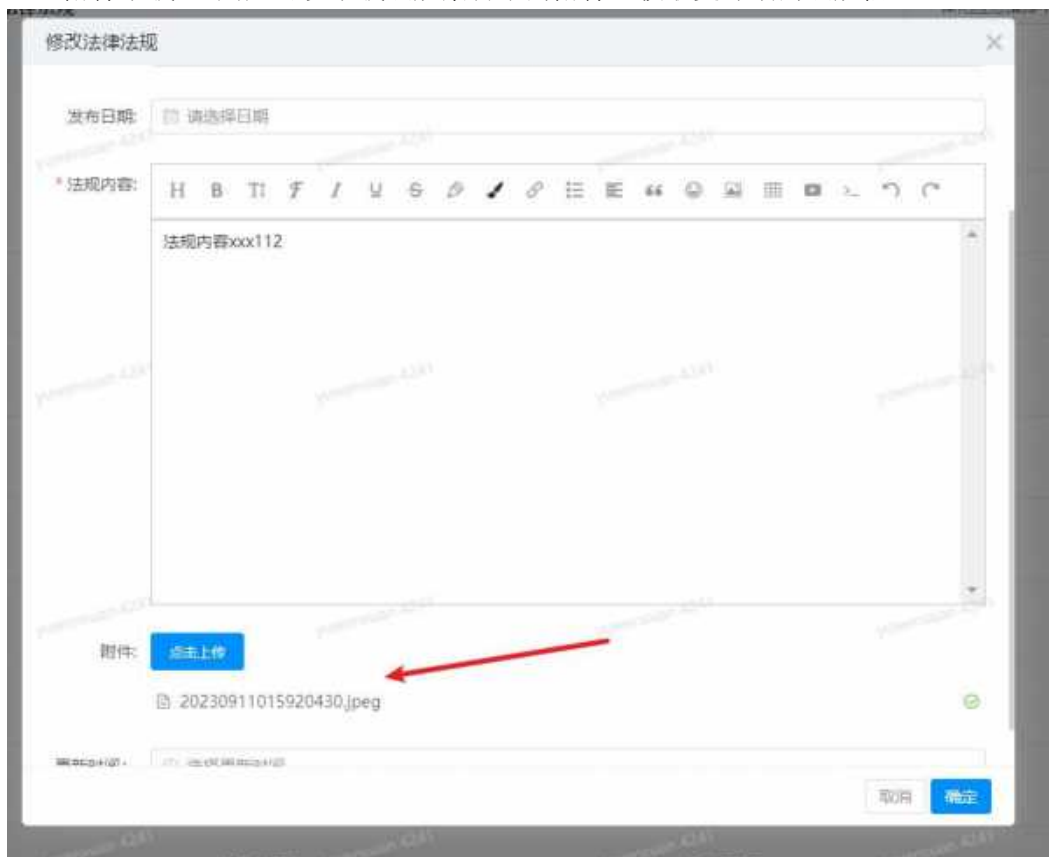 修改法律法规
发布日期: 请选择日期
* 法规内容:
H B TI F I U S
法规内容xxx112
附件: 点击上传
20230911015920430.jpeg
取消 确定